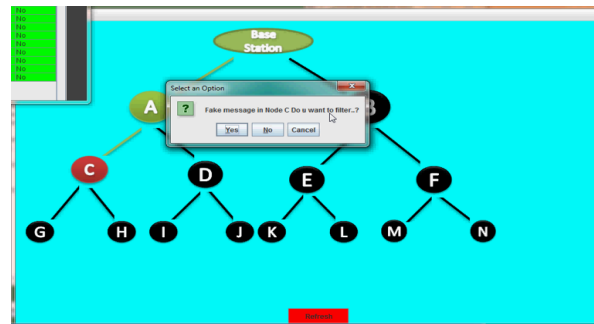 No
No
No
No
No
No
No
No
No
Base
Station
Select an Option
A
B
?
Fake message in Node C Do u want to filter..?
Yes
No
Cancel
C
D
E
F
G
H
I
J
K
L
M
N
Refresh